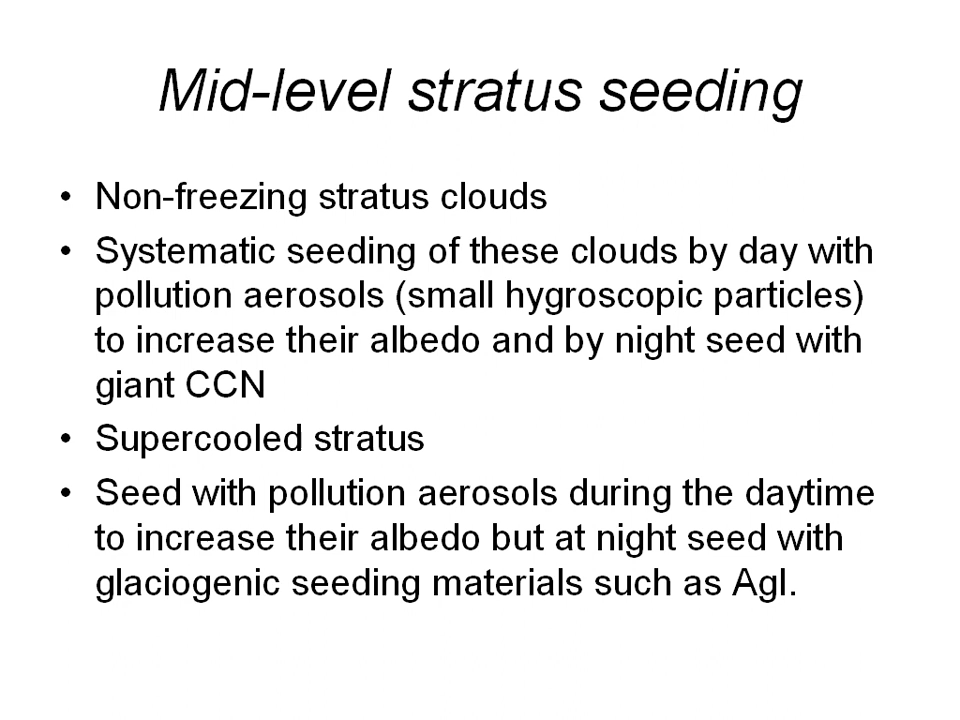 Mid-level stratus seeding
• Non-freezing stratus clouds
• Systematic seeding of these clouds by day with
pollution aerosols (small hygroscopic particles)
to increase their albedo and by night seed with
giant CCN
• Supercooled stratus
• Seed with pollution aerosols during the daytime
to increase their albedo but at night seed with
glaciogenic seeding materials such as AgI.